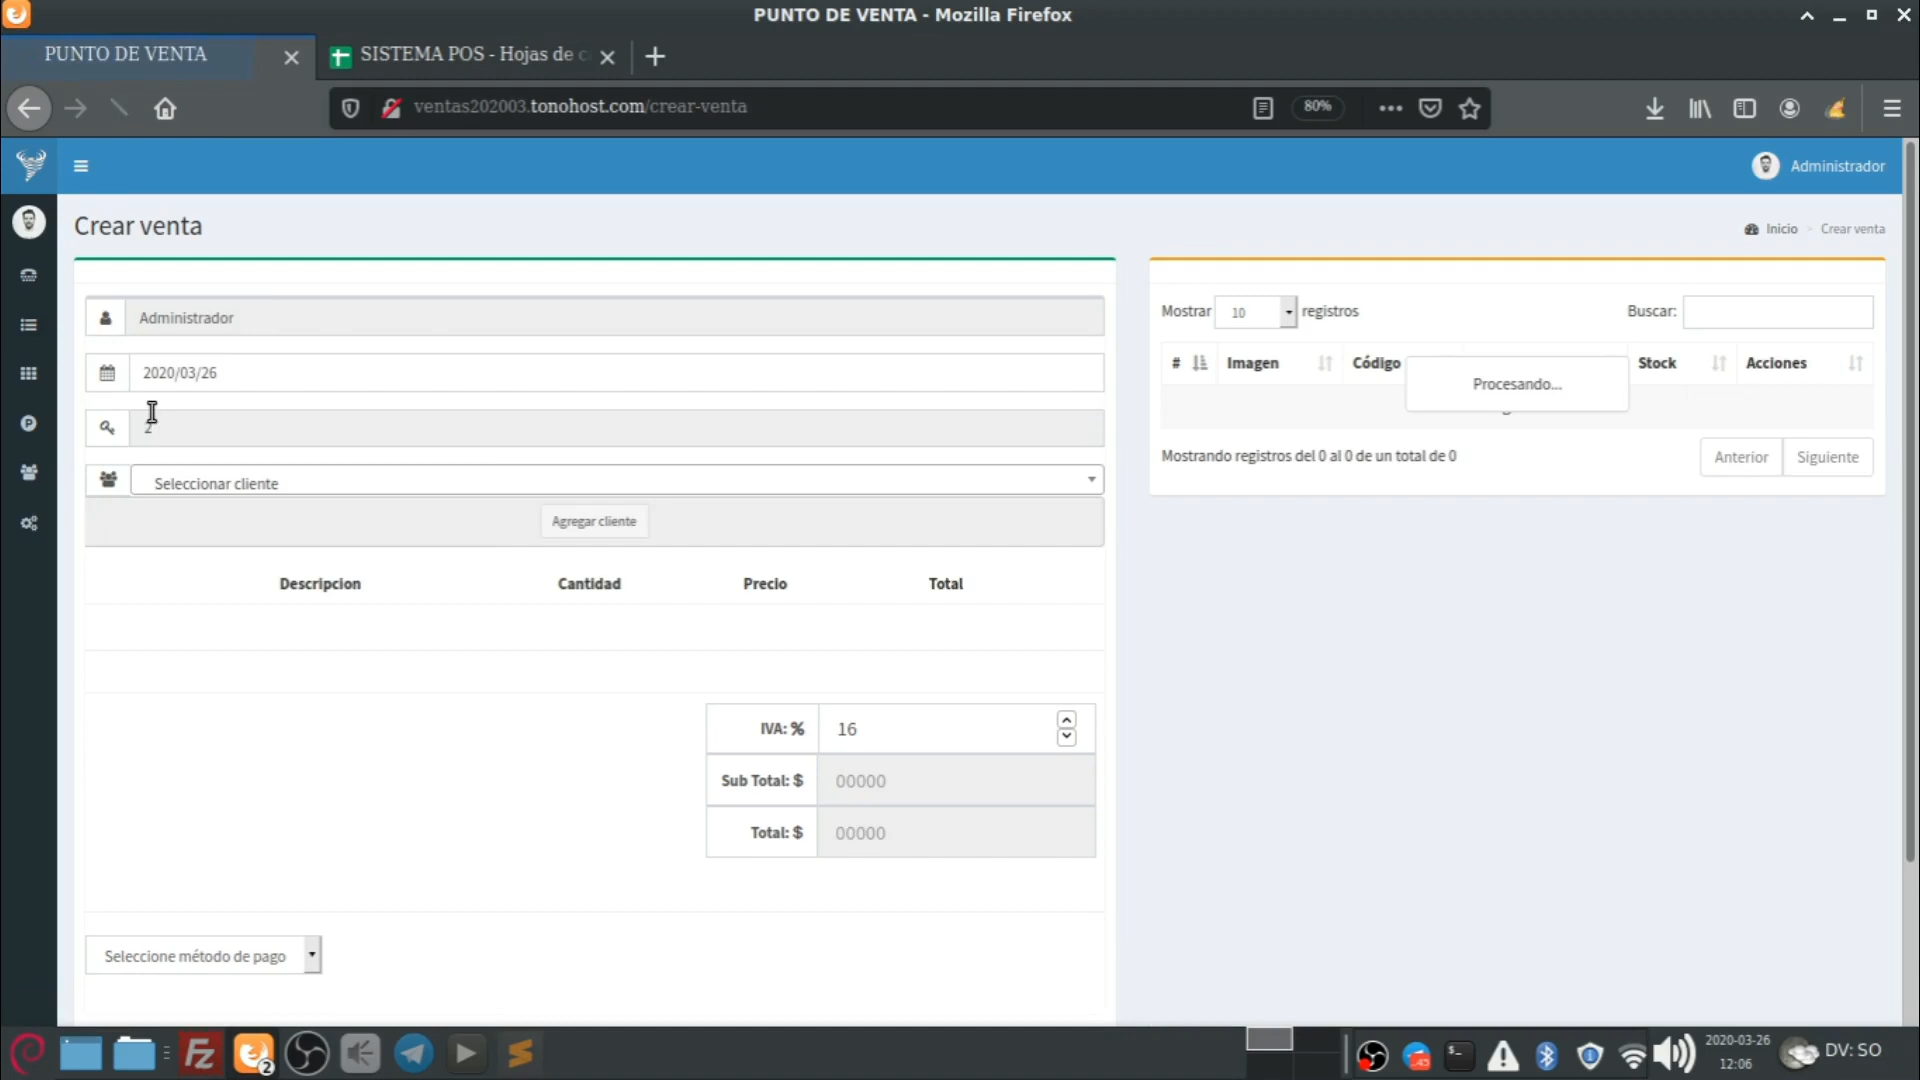 PUNTO DE VENTA - Mozilla Firefox
PUNTO DE VENTA
SISTEMA POS - Hojas de c
ventas202003.tonohost.com/crear-venta
80%
Administrador
Crear venta
Inicio > Crear venta
Administrador
2020/03/26
2
Seleccionar cliente
Agregar cliente
Descripcion Cantidad Precio Total
IVA: % 16
Sub Total: $ 00000
Total: $ 00000
Seleccione método de pago
Mostrar 10 registros
Buscar:
# Imagen Código Stock Acciones
Procesando...
Mostrando registros del 0 al 0 de un total de 0
Anterior Siguiente
Fz
2
2020-03-26
12:06
DV: SO